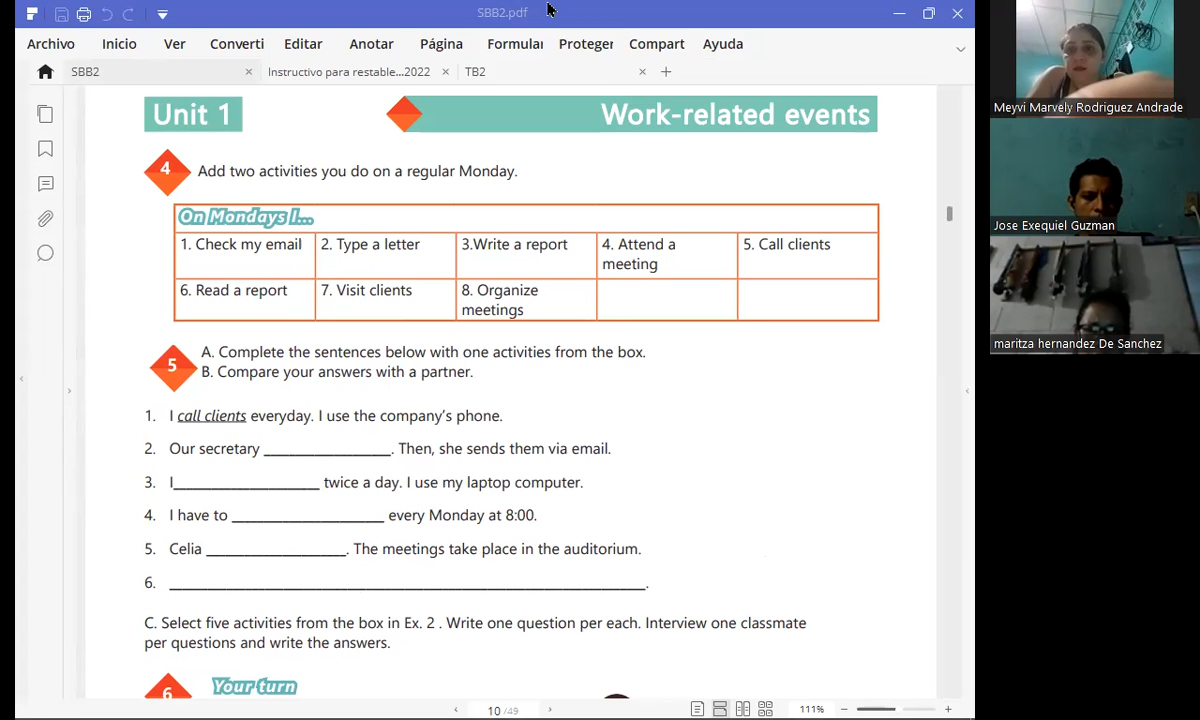 SBB2.pdf
Archivo Inicio Ver Converti Editar Anotar Página Formular Proteger Compart Ayuda
SBB2 × Instructivo para restable...2022 × TB2 × +
Unit 1 Work-related events
4 Add two activities you do on a regular Monday.
On Mondays I...
1. Check my email 2. Type a letter 3.Write a report 4. Attend a meeting 5. Call clients
6. Read a report 7. Visit clients 8. Organize meetings
5 A. Complete the sentences below with one activities from the box.
B. Compare your answers with a partner.
1. I call clients everyday. I use the company's phone.
2. Our secretary __________________. Then, she sends them via email.
3. I_____________________ twice a day. I use my laptop computer.
4. I have to ______________________ every Monday at 8:00.
5. Celia ____________________. The meetings take place in the auditorium.
6. ____________________________________________________________________.
C. Select five activities from the box in Ex. 2 . Write one question per each. Interview one classmate
per questions and write the answers.
6 Your turn
10 /49
111%
Meyvi Marvely Rodriguez Andrade
Jose Exequiel Guzman
maritza hernandez De Sanchez